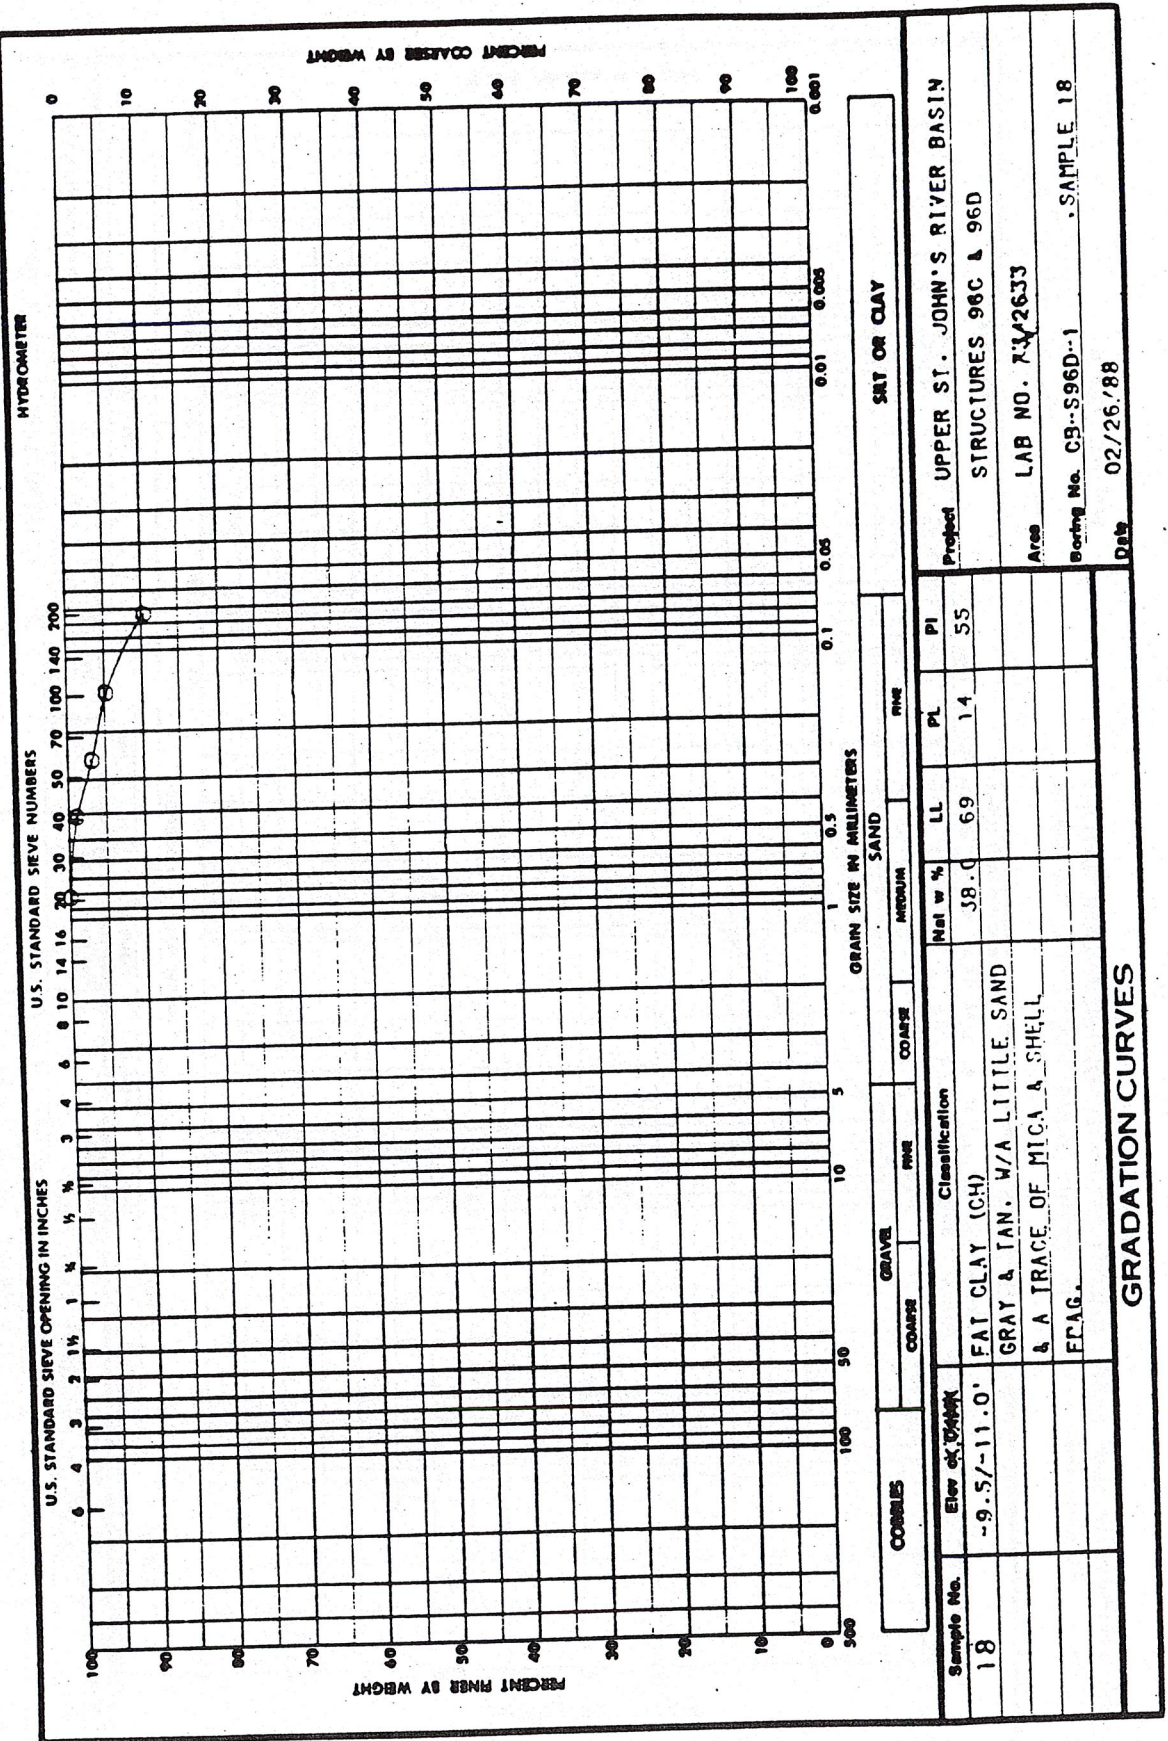 U.S. STANDARD SIEVE OPENING IN INCHES
U.S. STANDARD SIEVE NUMBERS
HYDROMETER
6 4 3 2 1½ 1 ¾ ½ ⅜ 3 4 6 8 10 14 16 20 30 40 50 70 100 140 200
PERCENT FINER BY WEIGHT
100
90
80
70
60
50
40
30
20
10
0
PERCENT COARSER BY WEIGHT
0
10
20
30
40
50
60
70
80
90
100
500 100 50 10 5 1 0.5 0.1 0.05 0.01 0.005 0.001
GRAIN SIZE IN MILLIMETERS
COBBLES
GRAVEL
COARSE
FINE
SAND
COARSE
MEDIUM
FINE
SILT OR CLAY
Sample No.
Elev or
Classification
Nat w %
LL
PL
PI
18
-9.5/-11.0'
FAT CLAY (CH)
38.0
69
14
55
GRAY & TAN. W/A LITTLE SAND
& A TRACE OF MICA & SHELL
FRAG.
Project UPPER ST. JOHN'S RIVER BASIN
STRUCTURES 96C & 96D
LAB NO.
Area
Boring No. CB-S96D-1 . SAMPLE 18
Date 02/26/88
GRADATION CURVES